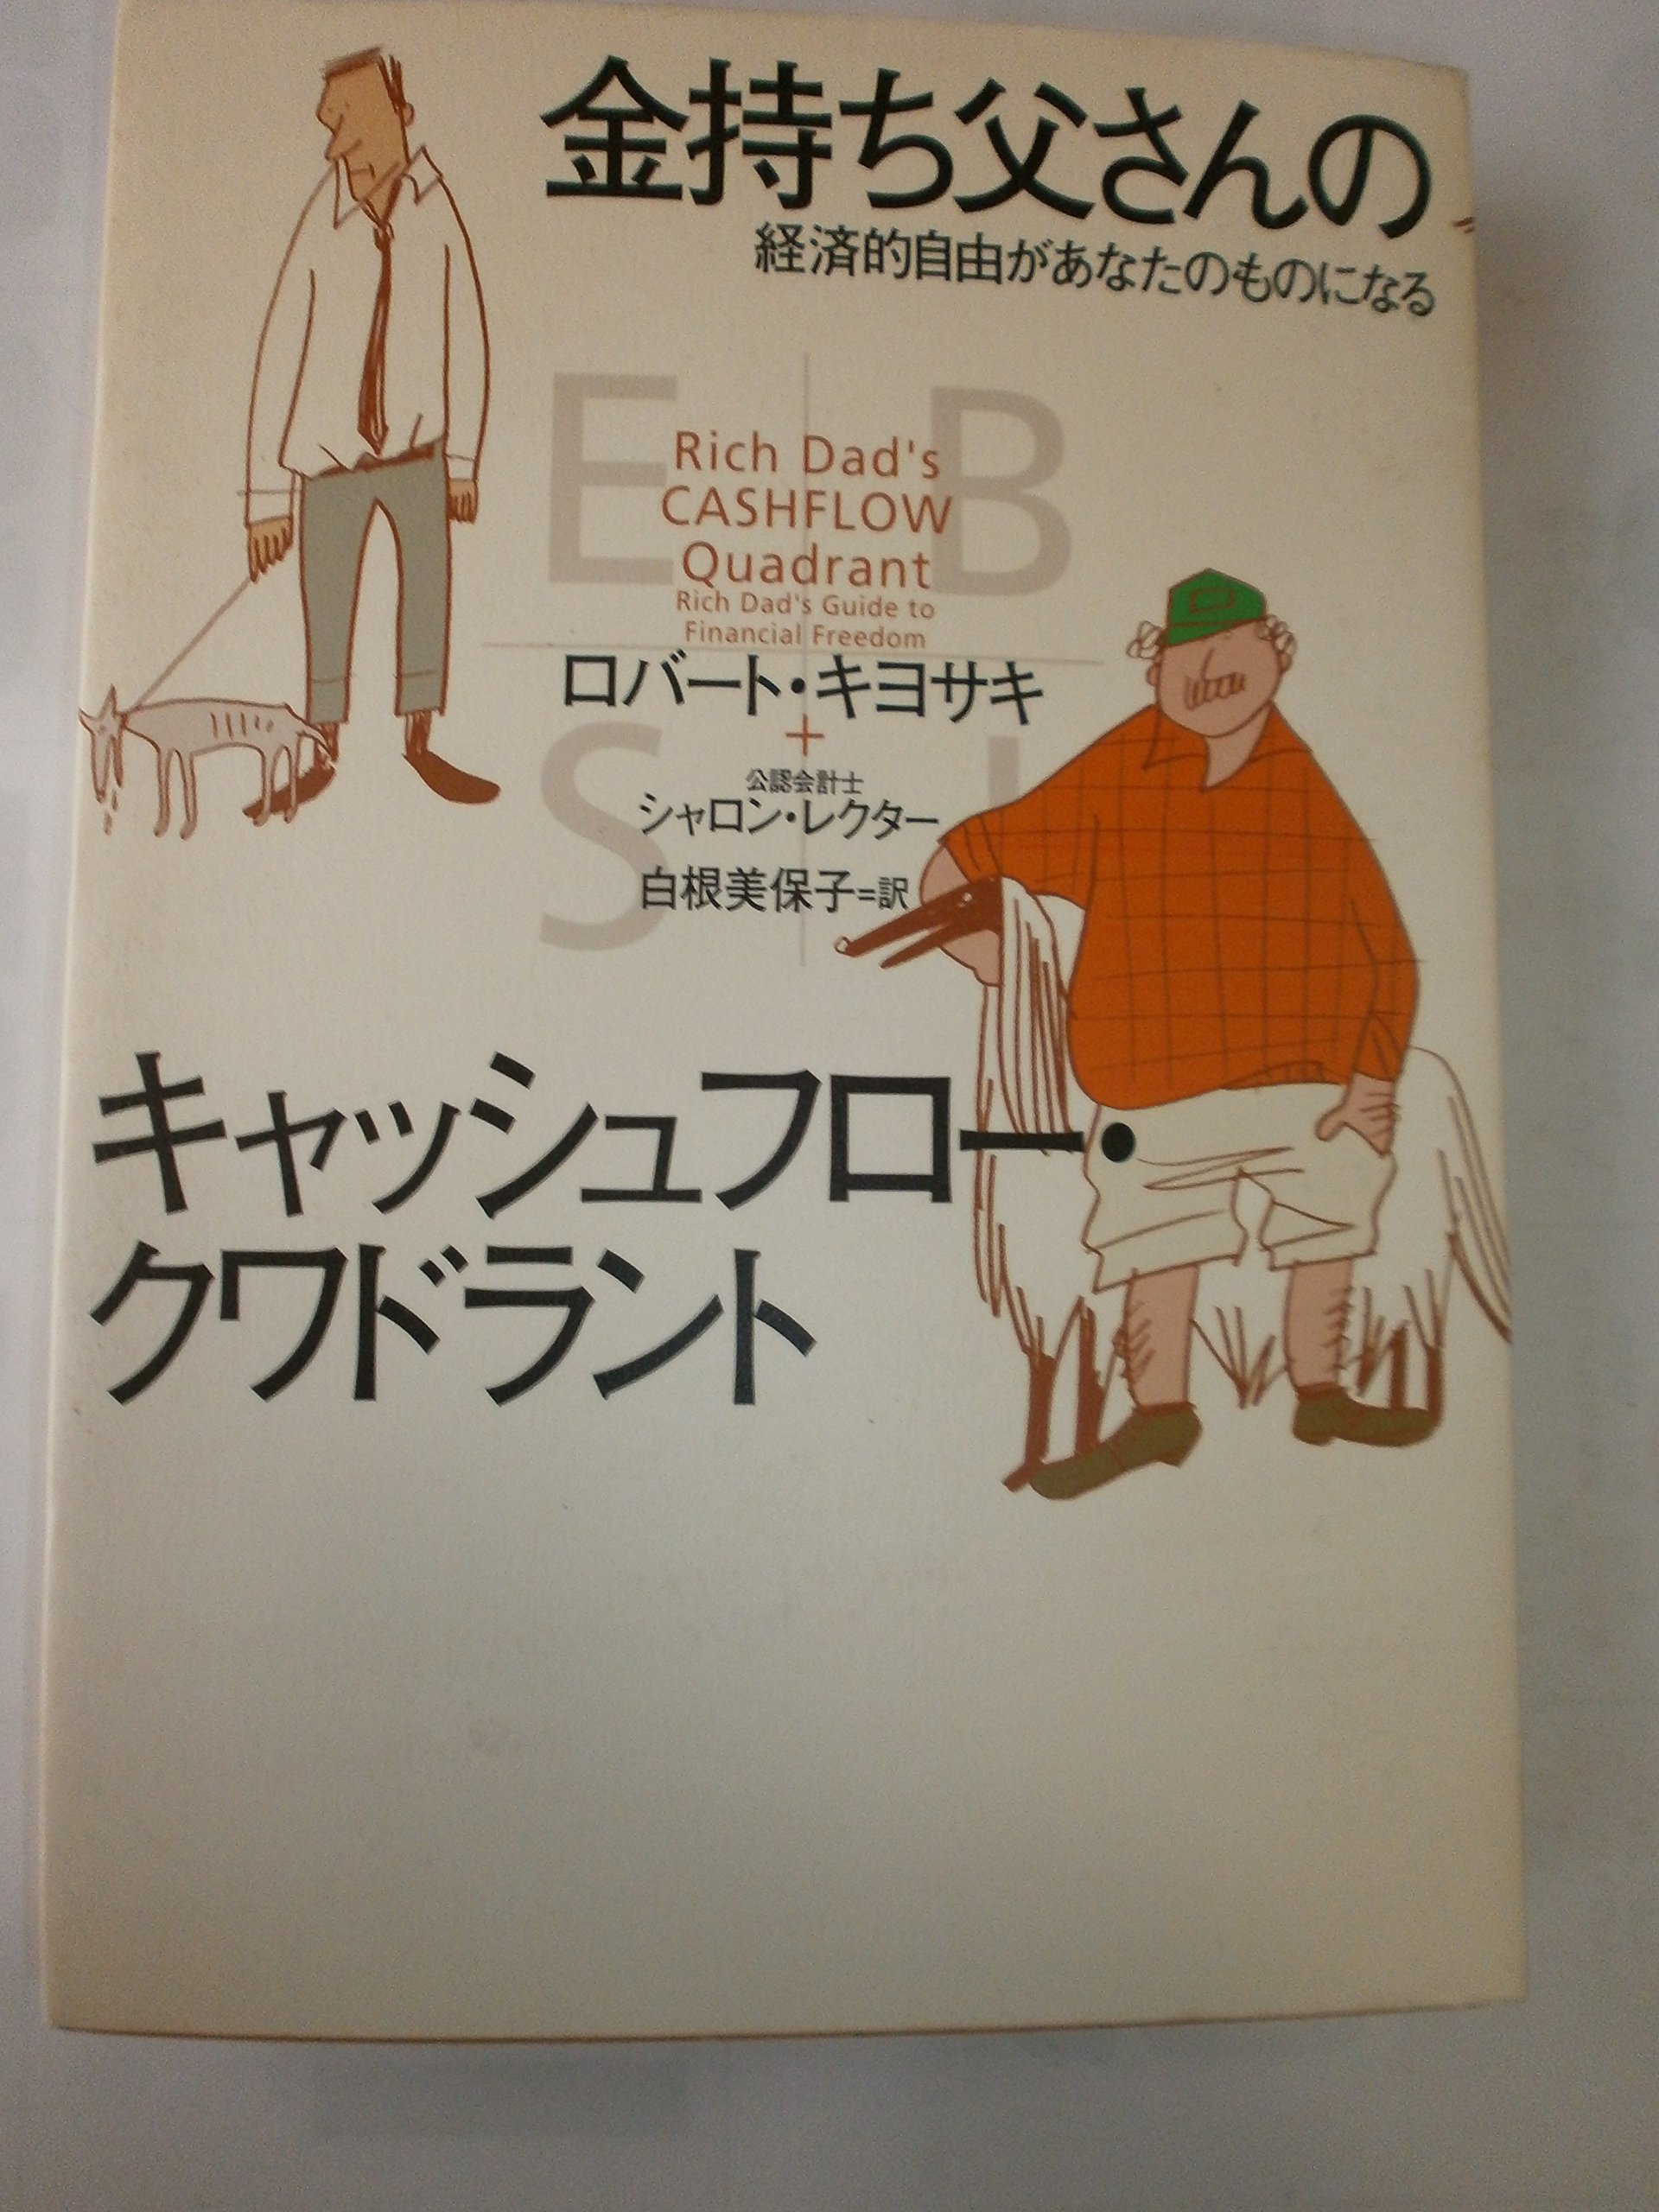 金持ち父さんの
経済的自由があなたのものになる
E B
Rich Dad's
CASHFLOW
Quadrant
Rich Dad's Guide to
Financial Freedom
ロバート・キヨサキ
+
S I
公認会計士
シャロン・レクター
白根美保子=訳
キャッシュフロー・
クワドラント